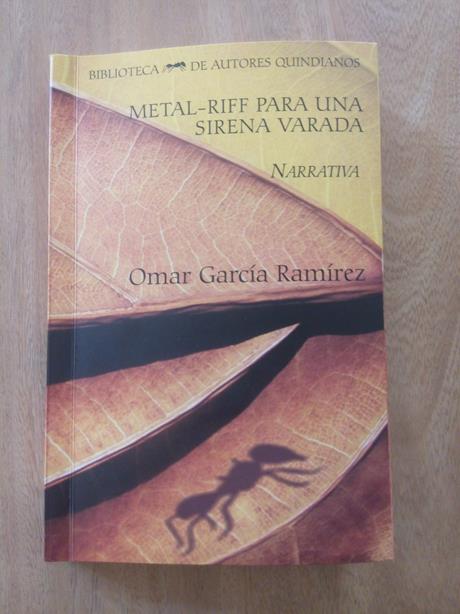 BIBLIOTECA DE AUTORES QUINDIANOS
METAL-RIFF PARA UNA
SIRENA VARADA
NARRATIVA
Omar García Ramírez